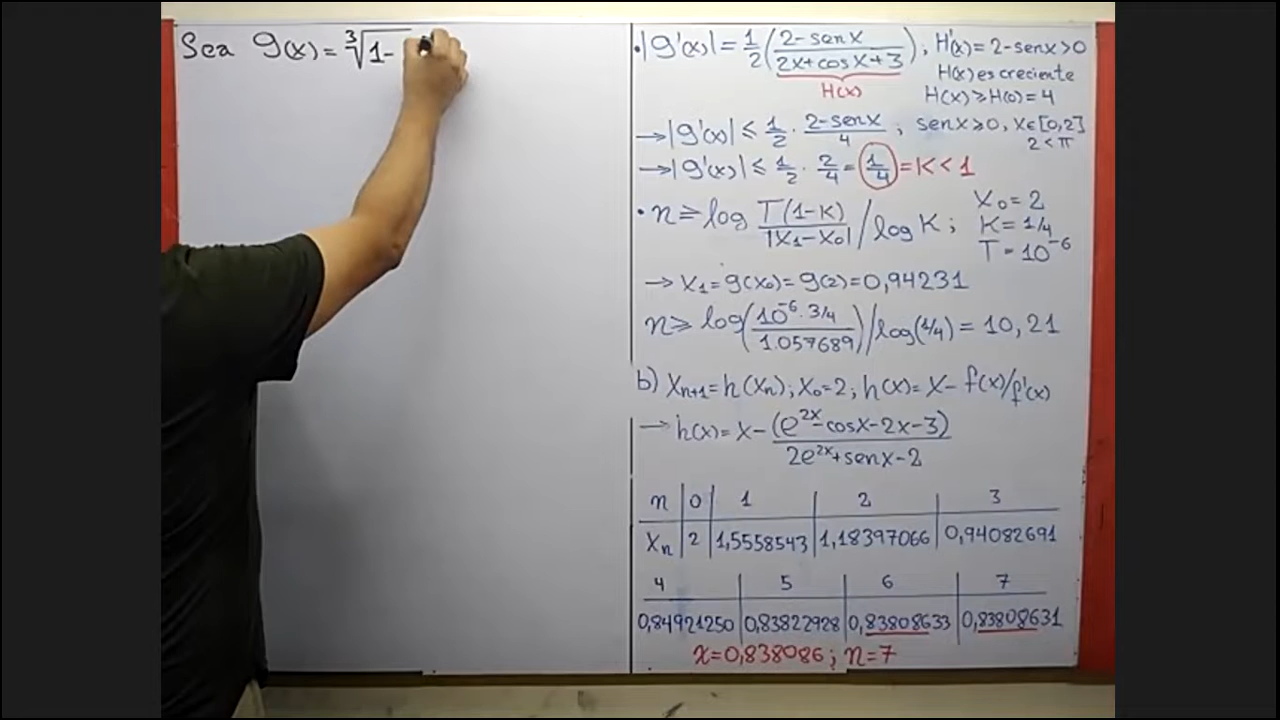 Sea g(x) = ∛1-
• |g'(x)| = 1/2 (2-senx / 2x+cosx+3), H'(x) = 2-senx>0
H(x)
H(x) es creciente
H(x) ≥ H(0) = 4
→ |g'(x)| ≤ 1/2 · 2-senx/4 ; senx ≥ 0, x∈[0,2]
2 < π
→ |g'(x)| ≤ 1/2 · 2/4 = 1/4 = K < 1
• n ≥ log T(1-K)/|x1-x0| / log K ; x0 = 2
K = 1/4
T = 10^-6
→ x1 = g(x0) = g(2) = 0,94231
n ≥ log(10^-6 · 3/4 / 1.057689) / log(1/4) = 10,21
b) Xn+1 = h(xn) ; x0 = 2 ; h(x) = x - f(x)/f'(x)
→ h(x) = x - (e^2x - cosx - 2x - 3) / 2e^2x + senx - 2
n 0 1 2 3
Xn 2 1,5558543 1,18397066 0,94082691
4 5 6 7
0,84921250 0,83822928 0,83808633 0,83808631
x = 0,838086 ; n = 7